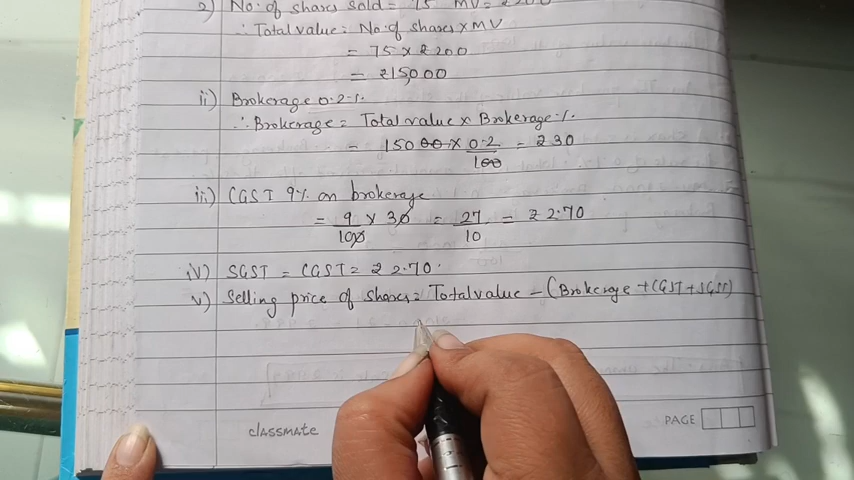 2) No. of shares sold = 75 MV = ₹200
∴ Total value = No. of shares × MV
= 75 × ₹200
= ₹15,000
ii) Brokerage 0.2%
∴ Brokerage = Total value × Brokerage %
= 15000 × 0.2/100 = ₹30
iii) CGST 9% on brokerage
= 9/100 × 30 = 27/10 = ₹2.70
iv) SGST = CGST = ₹2.70.
v) Selling price of shares = Total value - (Brokerage + CGST + SGST)
classmate PAGE